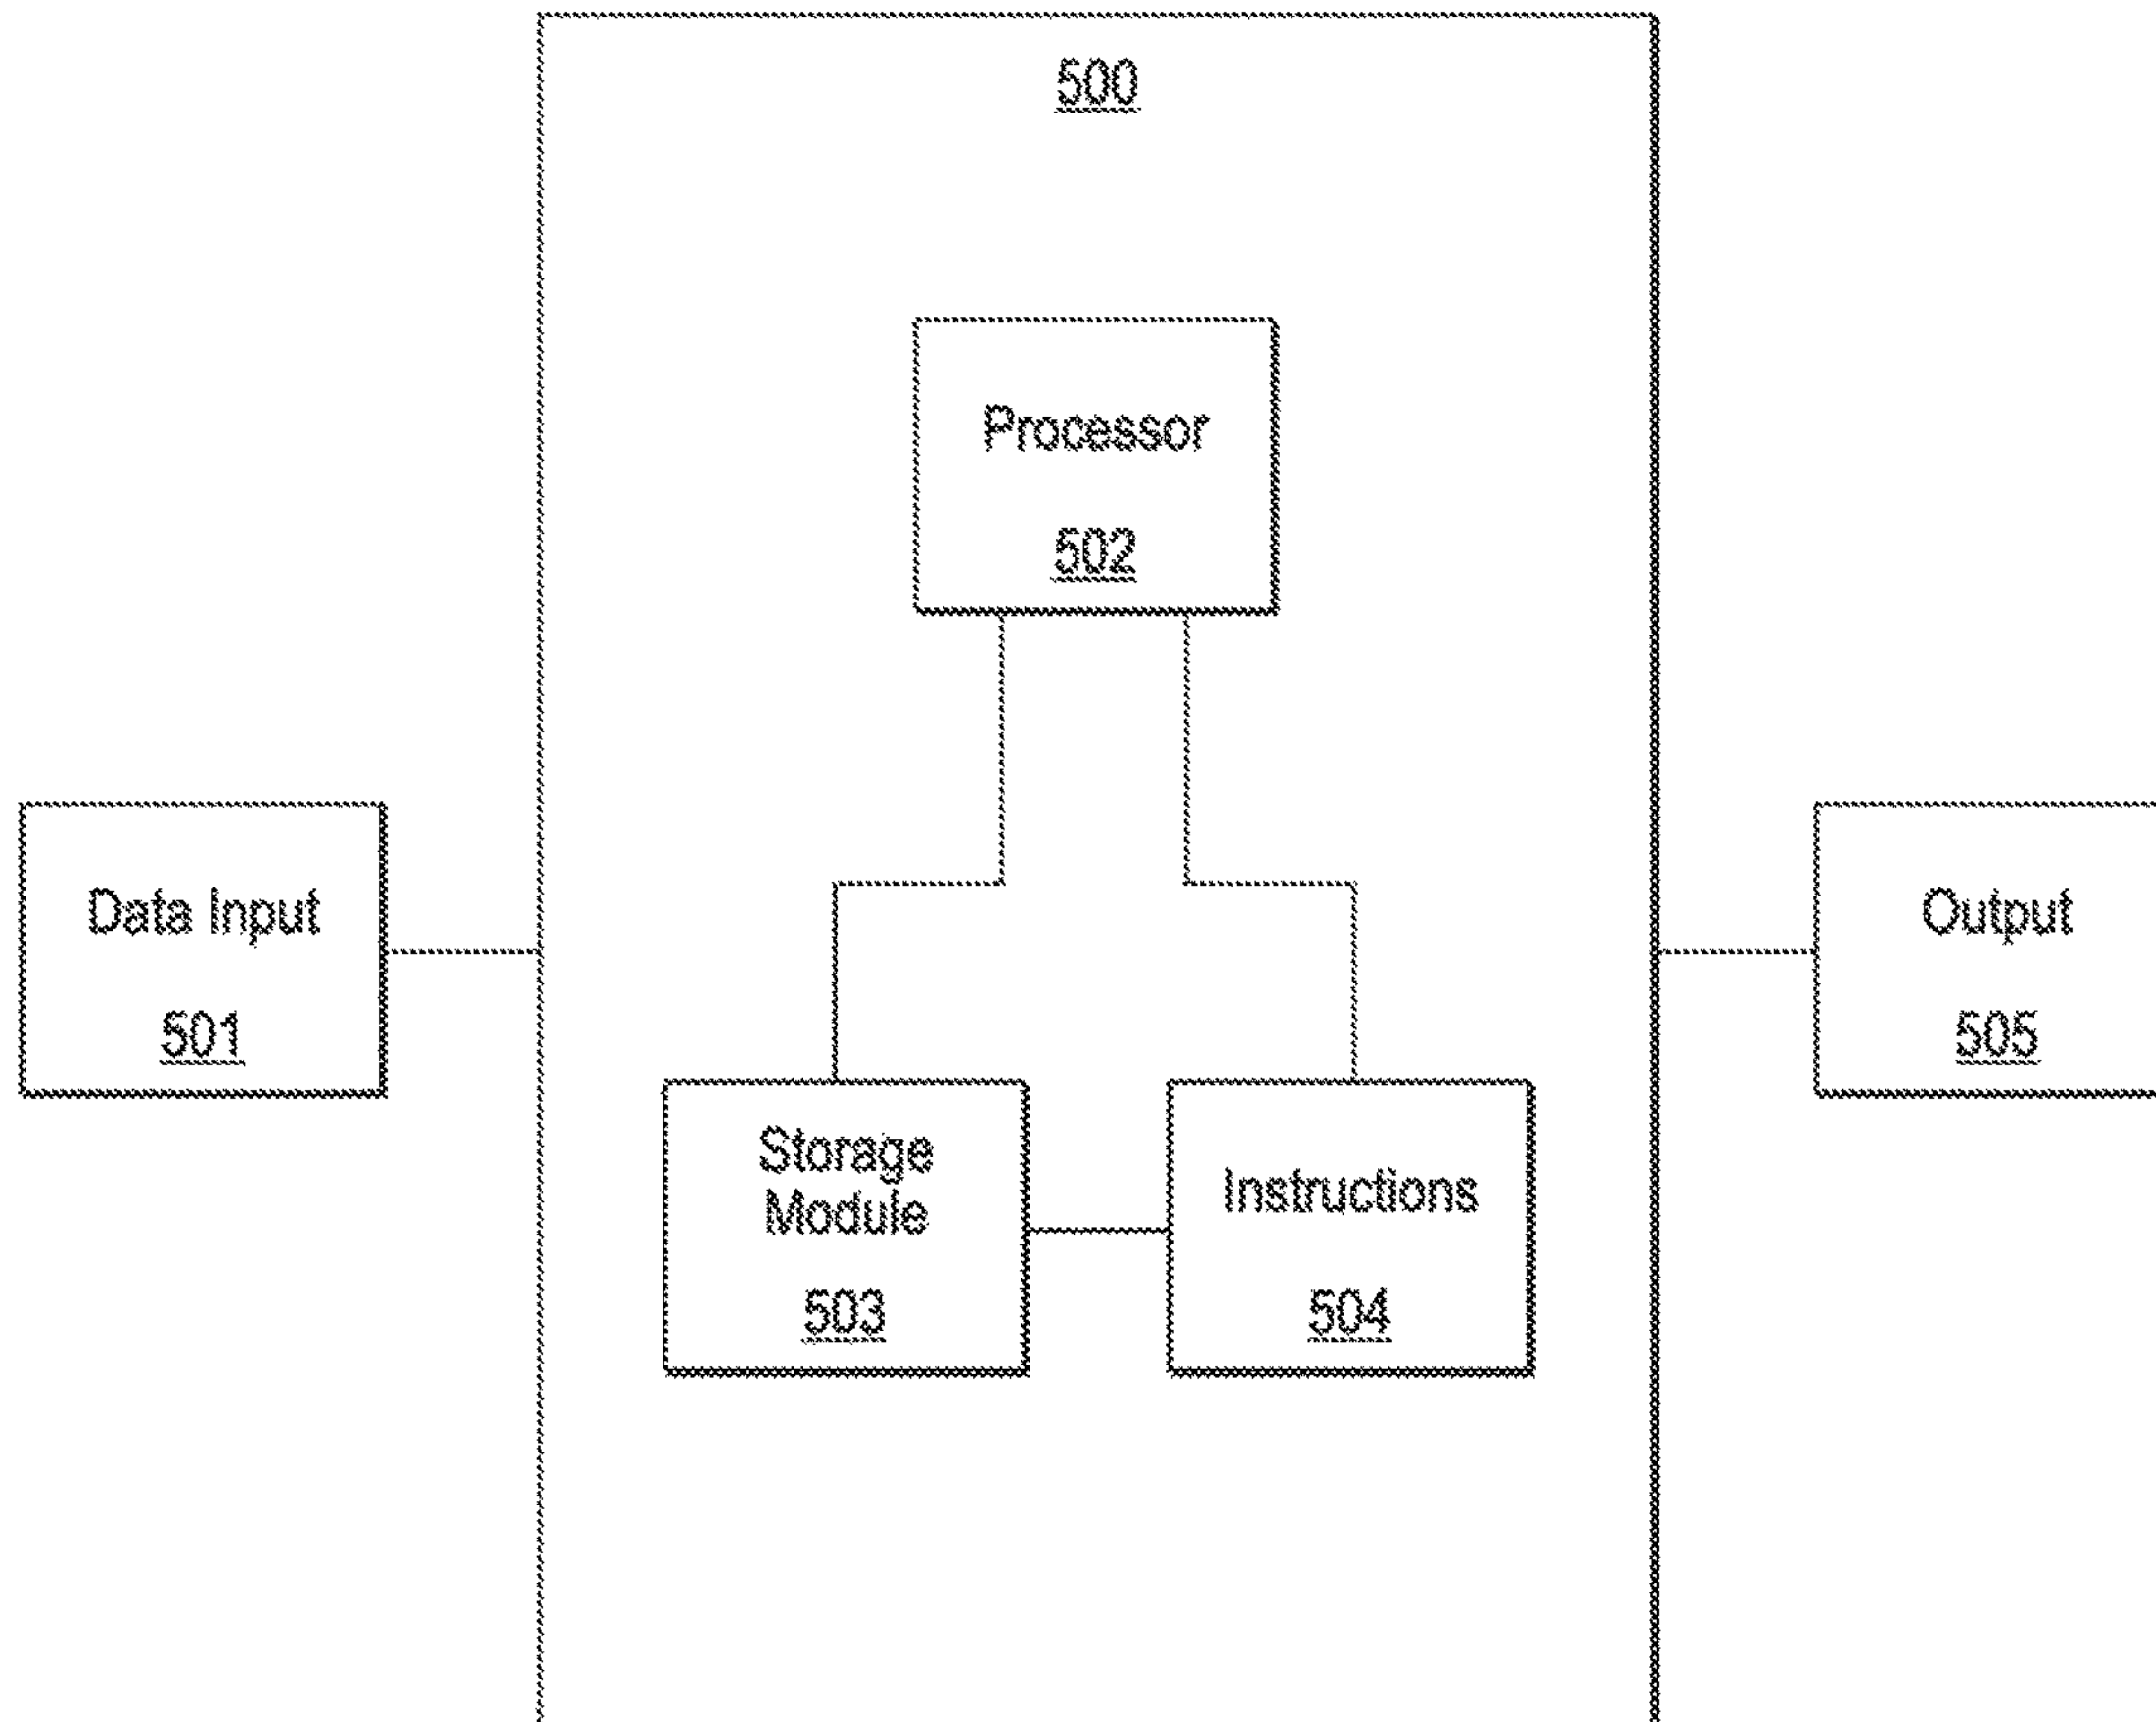 500
Processor
502
Data Input
501
Output
505
Storage
Module
503
Instructions
504